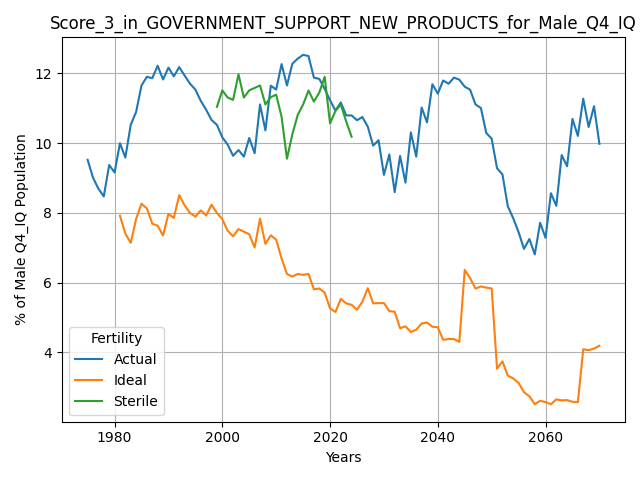 Score_3_in_GOVERNMENT_SUPPORT_NEW_PRODUCTS_for_Male_Q4_IQ
% of Male Q4_IQ Population
12
10
8
6
4
Fertility
Actual
Ideal
Sterile
1980 2000 2020 2040 2060
Years